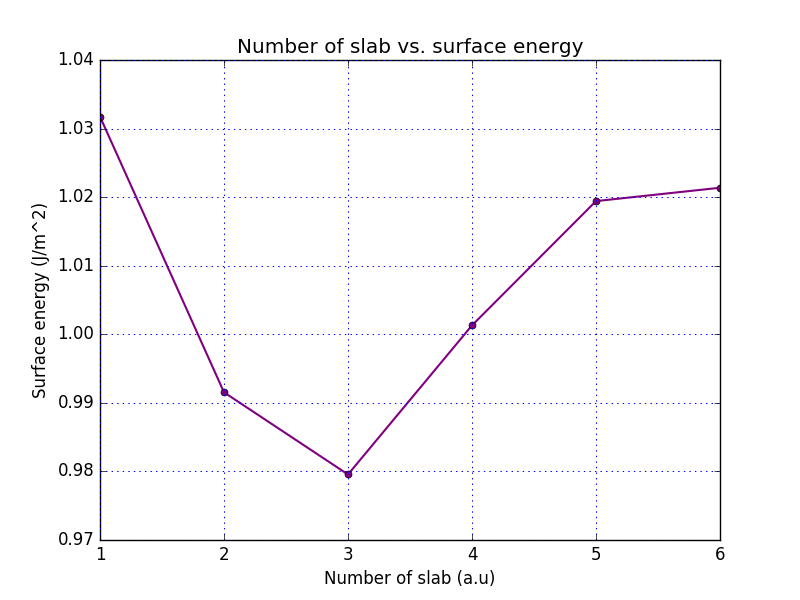 Number of slab vs. surface energy
1.04
1.03
1.02
1.01
1.00
0.99
0.98
0.97
Surface energy (J/m^2)
1 2 3 4 5 6
Number of slab (a.u)